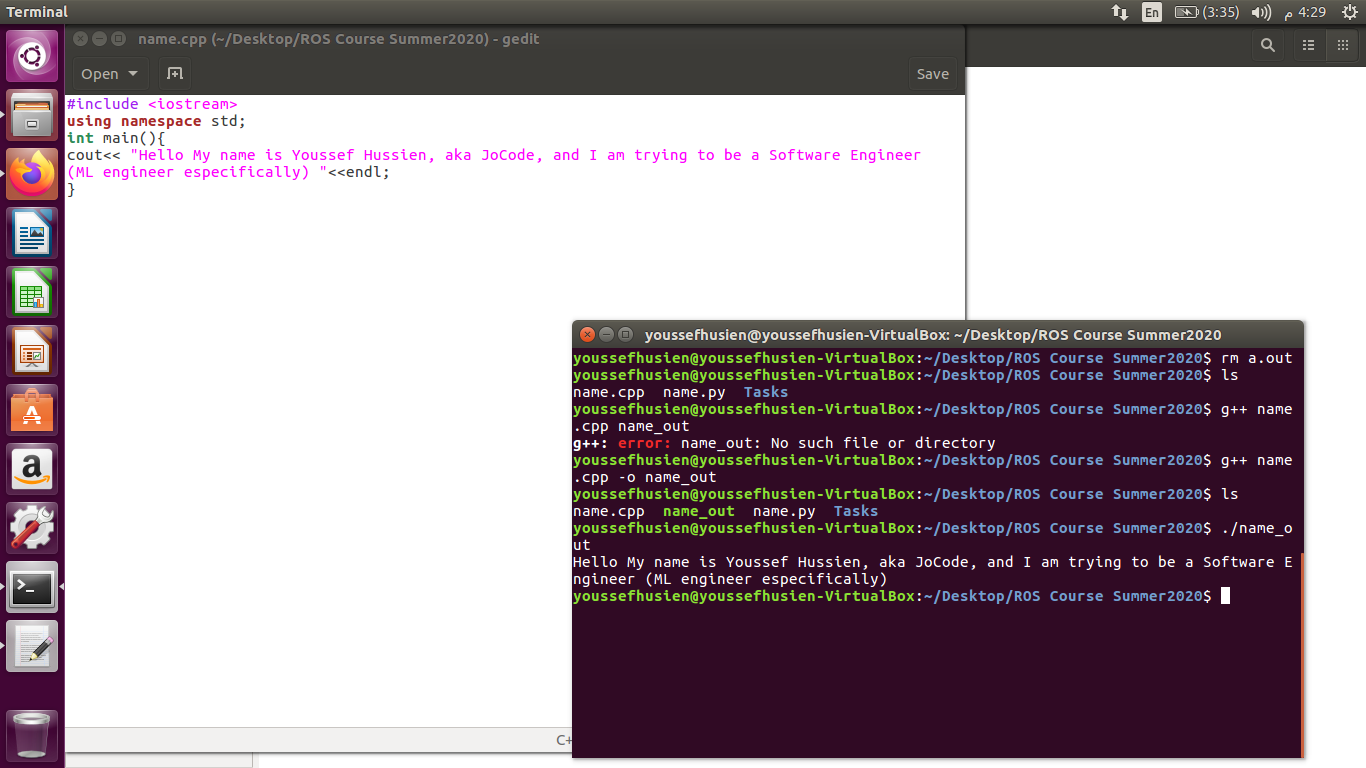 Terminal
En
(3:35)
4:29 م
name.cpp (~/Desktop/ROS Course Summer2020) - gedit
Open
Save
#include <iostream>
using namespace std;
int main(){
cout<< "Hello My name is Youssef Hussien, aka JoCode, and I am trying to be a Software Engineer
(ML engineer especifically) "<<endl;
}
youssefhusien@youssefhusien-VirtualBox: ~/Desktop/ROS Course Summer2020
youssefhusien@youssefhusien-VirtualBox:~/Desktop/ROS Course Summer2020$ rm a.out
youssefhusien@youssefhusien-VirtualBox:~/Desktop/ROS Course Summer2020$ ls
name.cpp  name.py  Tasks
youssefhusien@youssefhusien-VirtualBox:~/Desktop/ROS Course Summer2020$ g++ name
.cpp name_out
g++: error: name_out: No such file or directory
youssefhusien@youssefhusien-VirtualBox:~/Desktop/ROS Course Summer2020$ g++ name
.cpp -o name_out
youssefhusien@youssefhusien-VirtualBox:~/Desktop/ROS Course Summer2020$ ls
name.cpp  name_out  name.py  Tasks
youssefhusien@youssefhusien-VirtualBox:~/Desktop/ROS Course Summer2020$ ./name_o
ut
Hello My name is Youssef Hussien, aka JoCode, and I am trying to be a Software E
ngineer (ML engineer especifically)
youssefhusien@youssefhusien-VirtualBox:~/Desktop/ROS Course Summer2020$